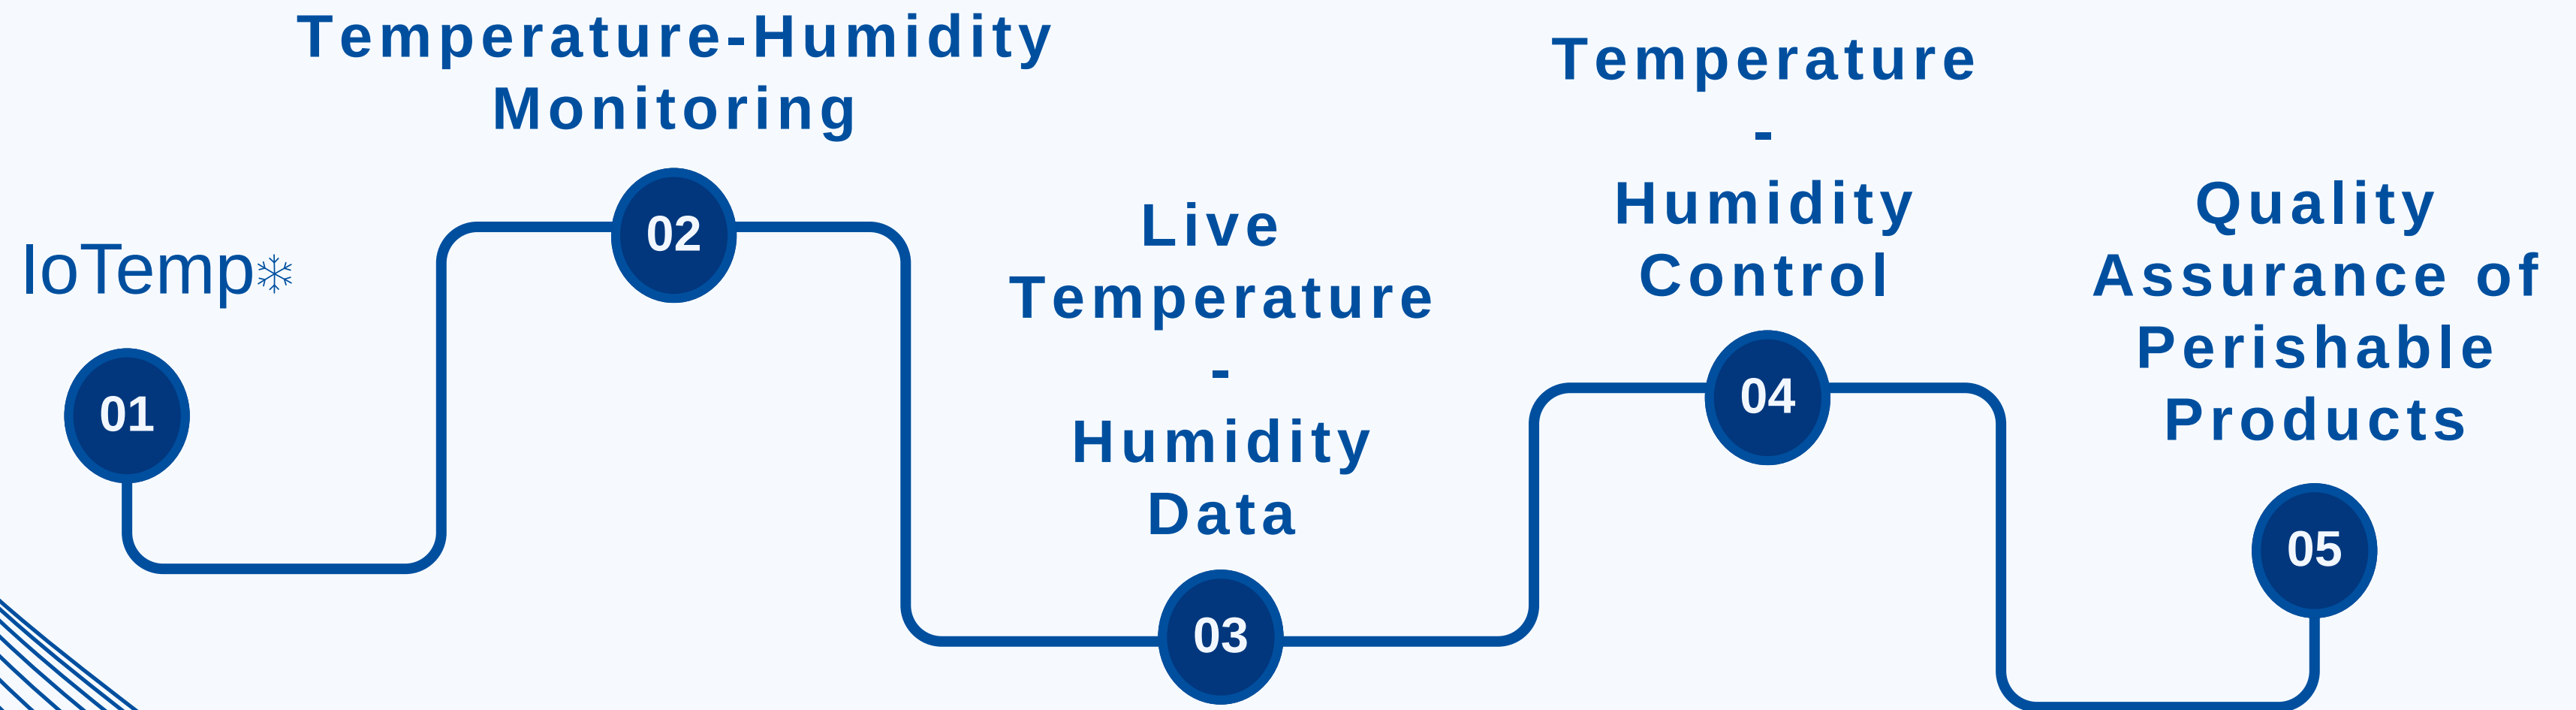 Temperature-Humidity
Monitoring
IoTemp
01
02
Live
Temperature
-
Humidity
Data
03
Temperature
-
Humidity
Control
04
Quality
Assurance of
Perishable
Products
05